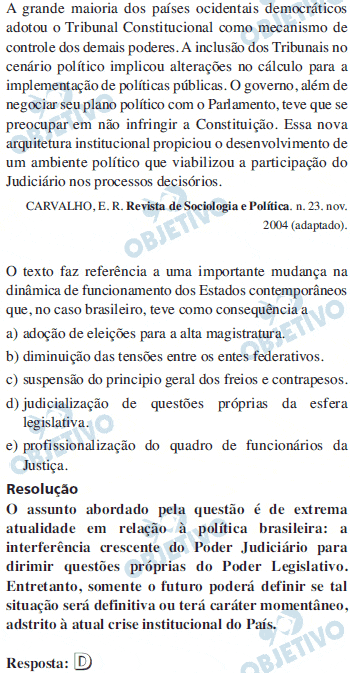 A grande maioria dos países ocidentais democráticos
adotou o Tribunal Constitucional como mecanismo de
controle dos demais poderes. A inclusão dos Tribunais no
cenário político implicou alterações no cálculo para a
implementação de políticas públicas. O governo, além de
negociar seu plano político com o Parlamento, teve que se
preocupar em não infringir a Constituição. Essa nova
arquitetura institucional propiciou o desenvolvimento de
um ambiente político que viabilizou a participação do
Judiciário nos processos decisórios.
CARVALHO, E. R. Revista de Sociologia e Política. n. 23. nov.
2004 (adaptado).
O texto faz referência a uma importante mudança na
dinâmica de funcionamento dos Estados contemporâneos
que, no caso brasileiro, teve como consequência a
a) adoção de eleições para a alta magistratura.
b) diminuição das tensões entre os entes federativos.
c) suspensão do principio geral dos freios e contrapesos.
d) judicialização de questões próprias da esfera
legislativa.
e) profissionalização do quadro de funcionários da
Justiça.
Resolução
O assunto abordado pela questão é de extrema
atualidade em relação à política brasileira: a
interferência crescente do Poder Judiciário para
dirimir questões próprias do Poder Legislativo.
Entretanto, somente o futuro poderá definir se tal
situação será definitiva ou terá caráter momentâneo,
adstrito à atual crise institucional do País.
Resposta: D
OBJETIVO
OBJETIVO
OBJETIVO
OBJETIVO
OBJETIVO
OBJETIVO
OBJETIVO
OBJETIVO